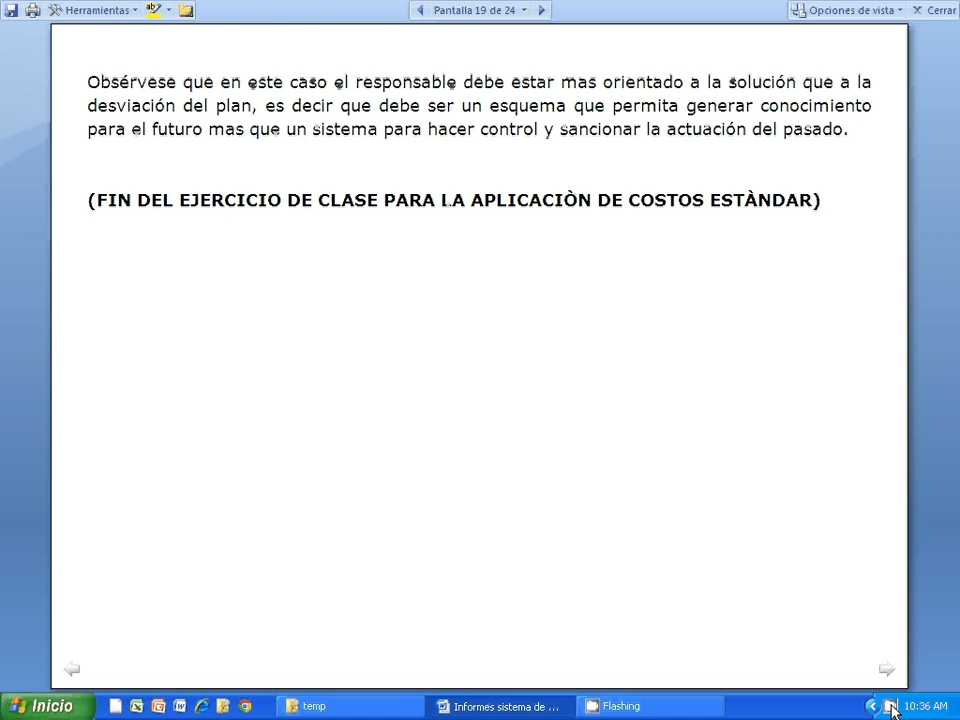 Herramientas
Pantalla 19 de 24
Opciones de vista
Cerrar
Obsérvese que en este caso el responsable debe estar mas orientado a la solución que a la
desviación del plan, es decir que debe ser un esquema que permita generar conocimiento
para el futuro mas que un sistema para hacer control y sancionar la actuación del pasado.
(FIN DEL EJERCICIO DE CLASE PARA LA APLICACIÒN DE COSTOS ESTÀNDAR)
Inicio
temp
Informes sistema de ...
Flashing
10:36 AM